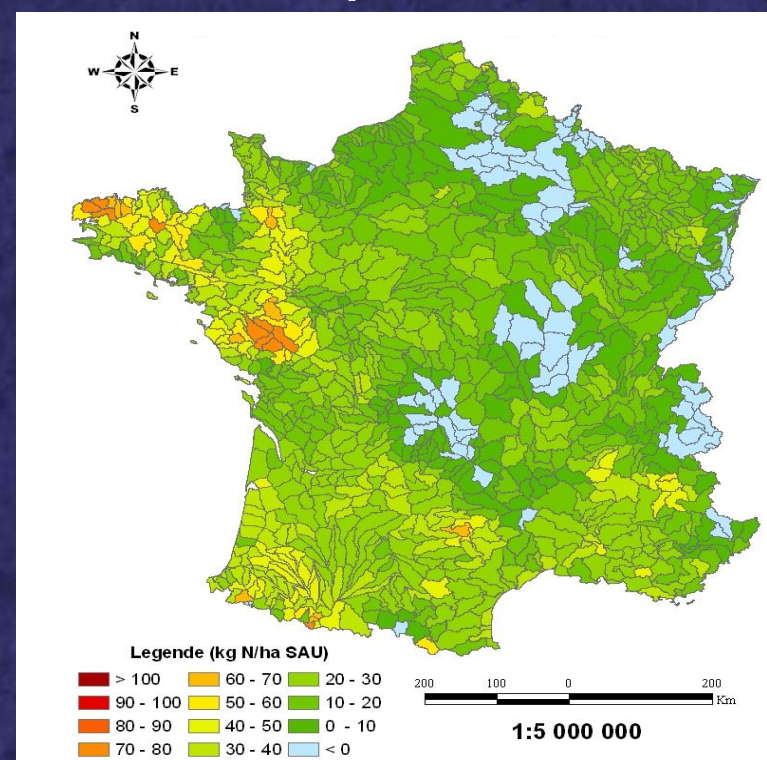 N
W E
S
Legende (kg N/ha SAU)
> 100 60 - 70 20 - 30
90 - 100 50 - 60 10 - 20
80 - 90 40 - 50 0 - 10
70 - 80 30 - 40 < 0
200 100 0 200
Km
1:5 000 000